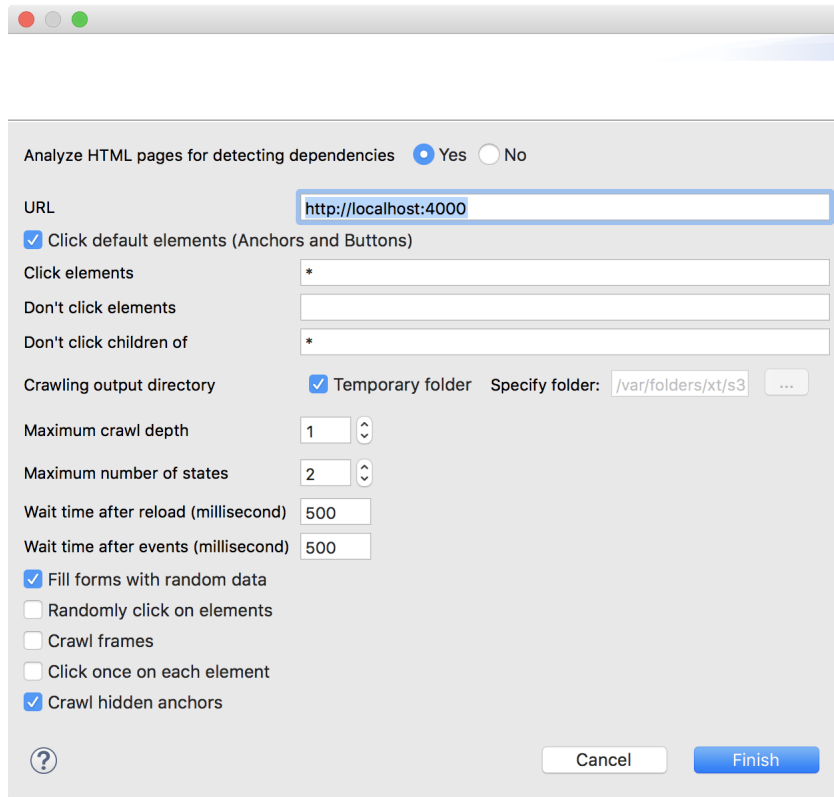 Analyze HTML pages for detecting dependencies Yes No
URL http://localhost:4000
Click default elements (Anchors and Buttons)
Click elements *
Don't click elements
Don't click children of *
Crawling output directory Temporary folder Specify folder: /var/folders/xt/s3 ...
Maximum crawl depth 1
Maximum number of states 2
Wait time after reload (millisecond) 500
Wait time after events (millisecond) 500
Fill forms with random data
Randomly click on elements
Crawl frames
Click once on each element
Crawl hidden anchors
? Cancel Finish